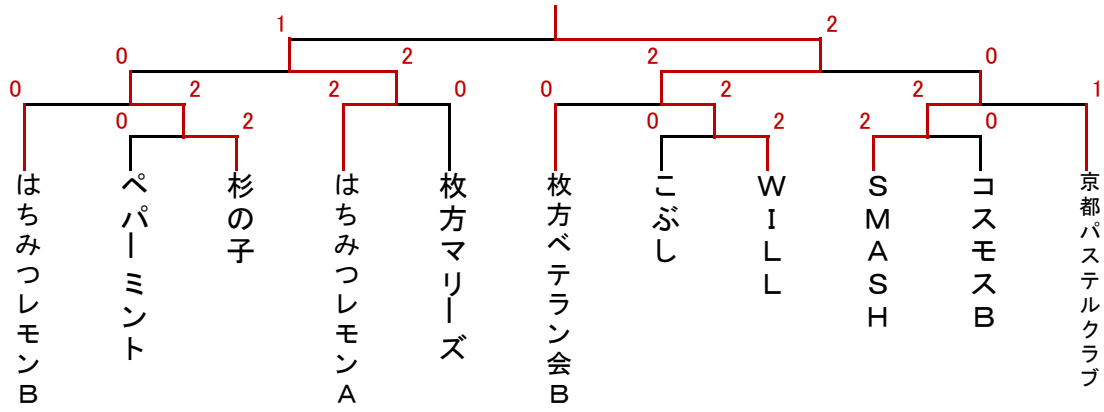 1 2
0 2 2 0
0 2 2 0 0 2 2 1
0 2 0 2 2 0
はちみつレモンB
ペパーミント
杉の子
はちみつレモンA
枚方マリーズ
枚方ベテラン会B
こぶし
WILL
SMASH
コスモスB
京都パステルクラブ